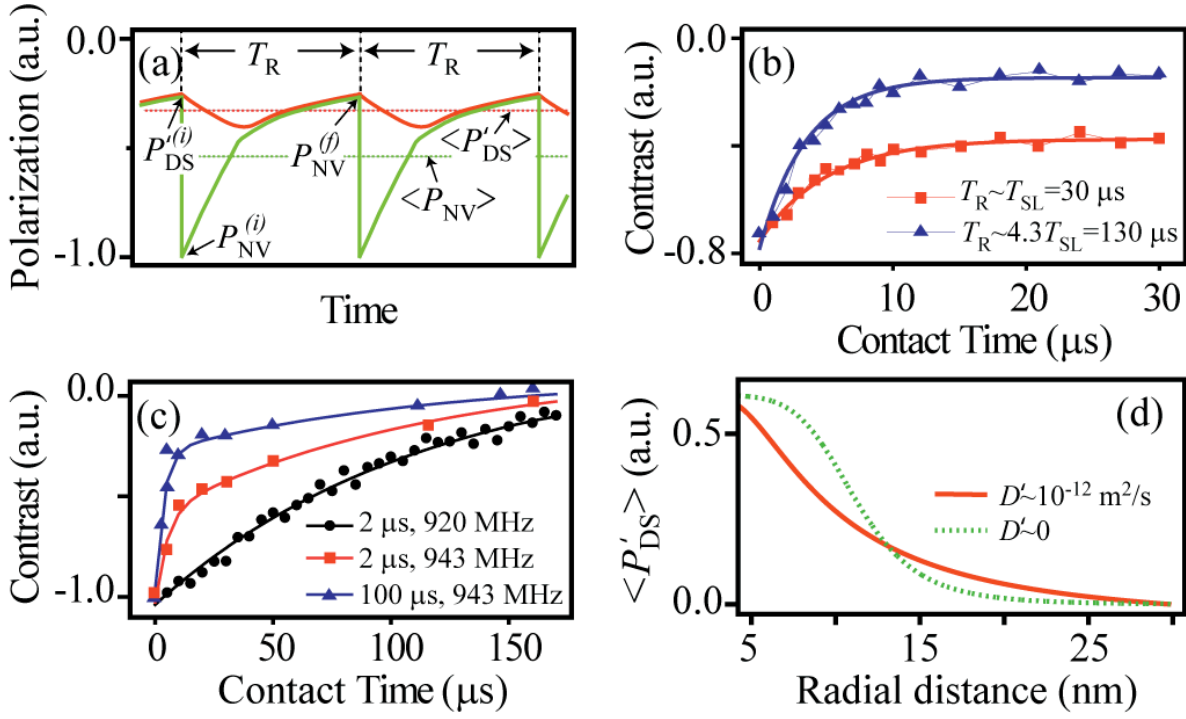 (a)
Polarization (a.u.)
0.0
-1.0
T_R
T_R
P'_DS^(i)
P_NV^(f)
<P'_DS>
<P_NV>
P_NV^(i)
Time
(b)
Contrast (a.u.)
0.0
-0.8
T_R~T_SL=30 μs
T_R~4.3T_SL=130 μs
0 10 20 30
Contact Time (μs)
(c)
Contrast (a.u.)
0.0
-1.0
2 μs, 920 MHz
2 μs, 943 MHz
100 μs, 943 MHz
0 50 100 150
Contact Time (μs)
(d)
<P'_DS> (a.u.)
0.5
0.0
D'~10^-12 m^2/s
D'~0
5 15 25
Radial distance (nm)